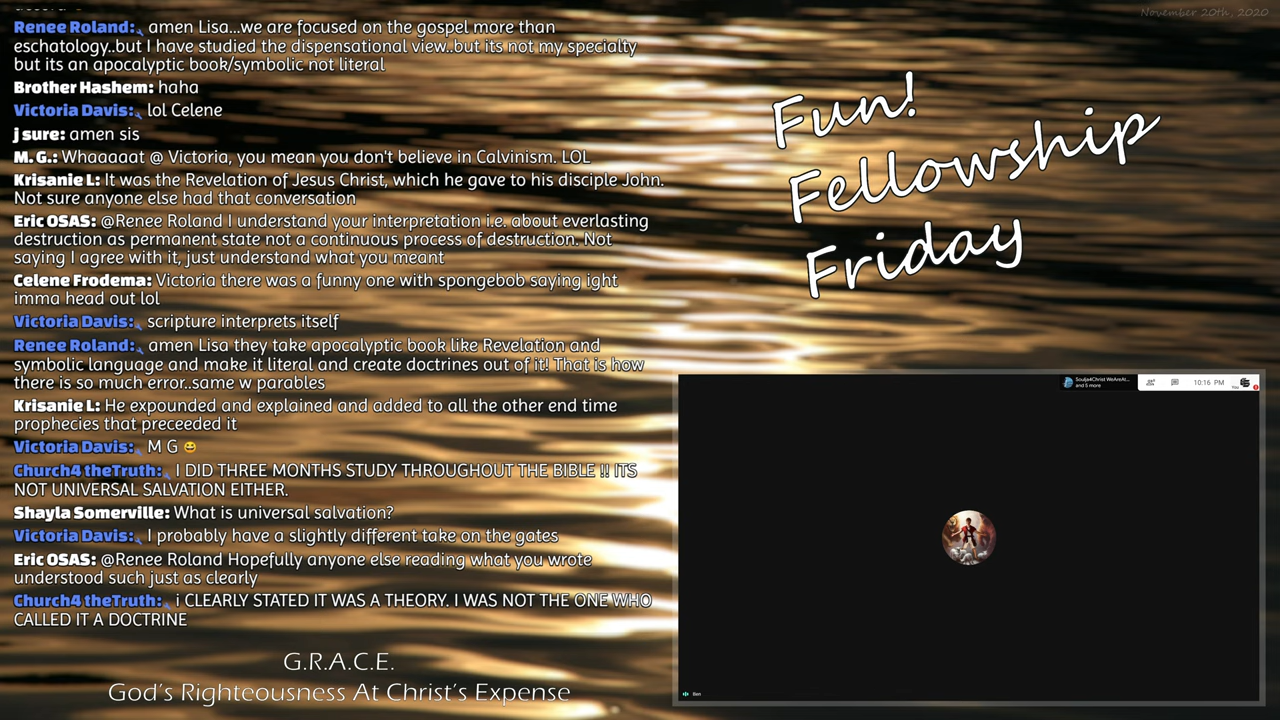 November 20th, 2020
Renee Roland: amen Lisa...we are focused on the gospel more than
eschatology..but I have studied the dispensational view..but its not my specialty
but its an apocalyptic book/symbolic not literal
Brother Hashem: haha
Victoria Davis: lol Celene
j sure: amen sis
M. G.: Whaaaaat @ Victoria, you mean you don't believe in Calvinism. LOL
Krisanie L: It was the Revelation of Jesus Christ, which he gave to his disciple John.
Not sure anyone else had that conversation
Eric OSAS: @Renee Roland I understand your interpretation i.e. about everlasting
destruction as permanent state not a continuous process of destruction. Not
saying I agree with it, just understand what you meant
Celene Frodema: Victoria there was a funny one with spongebob saying ight
imma head out lol
Victoria Davis: scripture interprets itself
Renee Roland: amen Lisa they take apocalyptic book like Revelation and
symbolic language and make it literal and create doctrines out of it! That is how
there is so much error..same w parables
Krisanie L: He expounded and explained and added to all the other end time
prophecies that preceeded it
Victoria Davis: M G 😆
Church4 theTruth: I DID THREE MONTHS STUDY THROUGHOUT THE BIBLE !! ITS
NOT UNIVERSAL SALVATION EITHER.
Shayla Somerville: What is universal salvation?
Victoria Davis: I probably have a slightly different take on the gates
Eric OSAS: @Renee Roland Hopefully anyone else reading what you wrote
understood such just as clearly
Church4 theTruth: i CLEARLY STATED IT WAS A THEORY. I WAS NOT THE ONE WHO
CALLED IT A DOCTRINE
G.R.A.C.E.
God's Righteousness At Christ's Expense
Fun!
Fellowship
Friday
Soulja4Christ WeAreAt...
and 5 more
10:16 PM
You
Ben